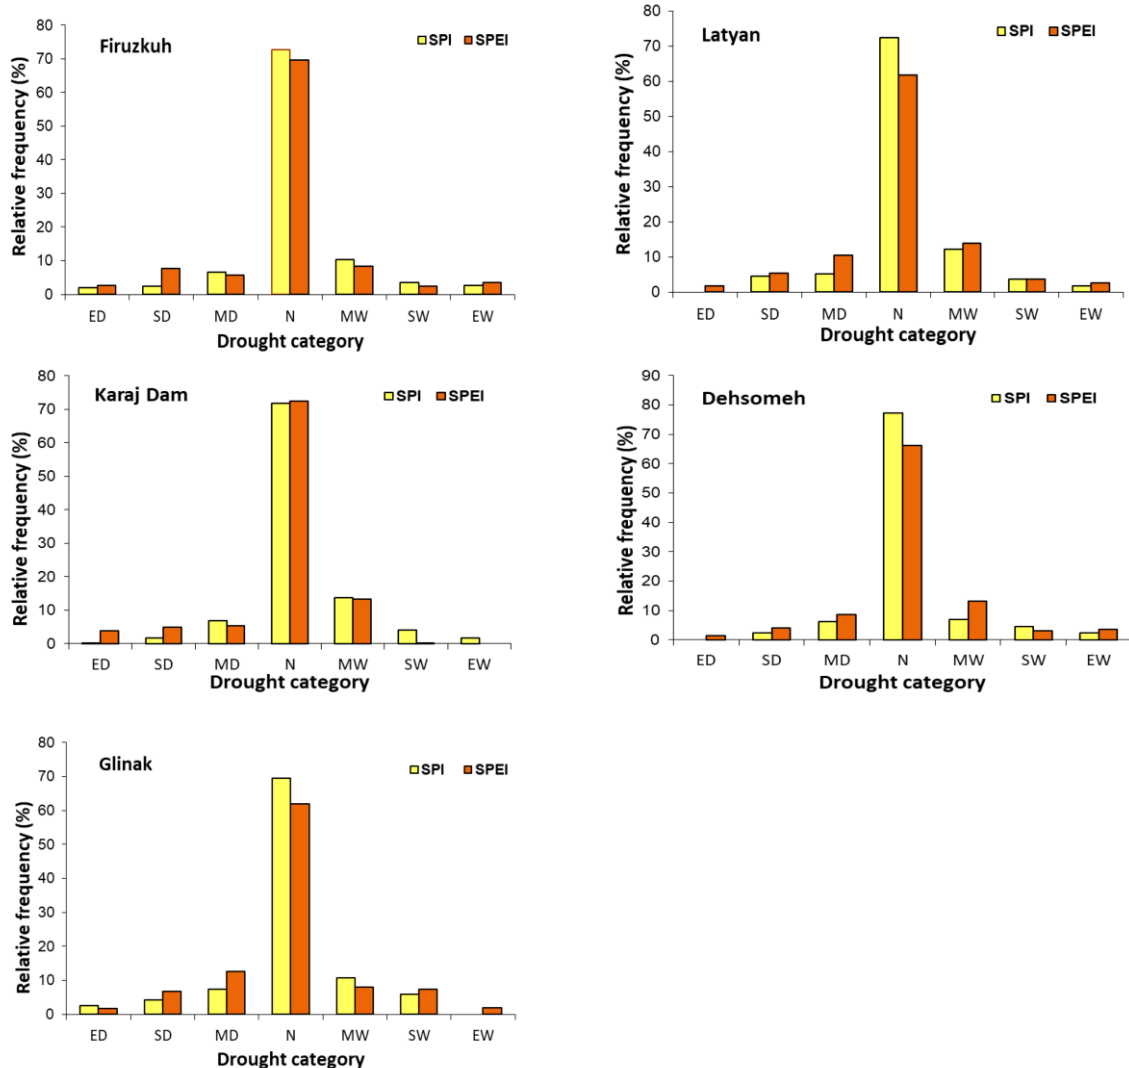 Firuzkuh
SPI SPEI
Relative frequency (%)
80
70
60
50
40
30
20
10
0
ED SD MD N MW SW EW
Drought category
Latyan
SPI SPEI
Relative frequency (%)
80
70
60
50
40
30
20
10
0
ED SD MD N MW SW EW
Drought category
Karaj Dam
SPI SPEI
Relative frequency (%)
80
70
60
50
40
30
20
10
0
ED SD MD N MW SW EW
Drought category
Dehsomeh
SPI SPEI
Relative frequency (%)
90
80
70
60
50
40
30
20
10
0
ED SD MD N MW SW EW
Drought category
Glinak
SPI SPEI
Relative frequency (%)
80
70
60
50
40
30
20
10
0
ED SD MD N MW SW EW
Drought category